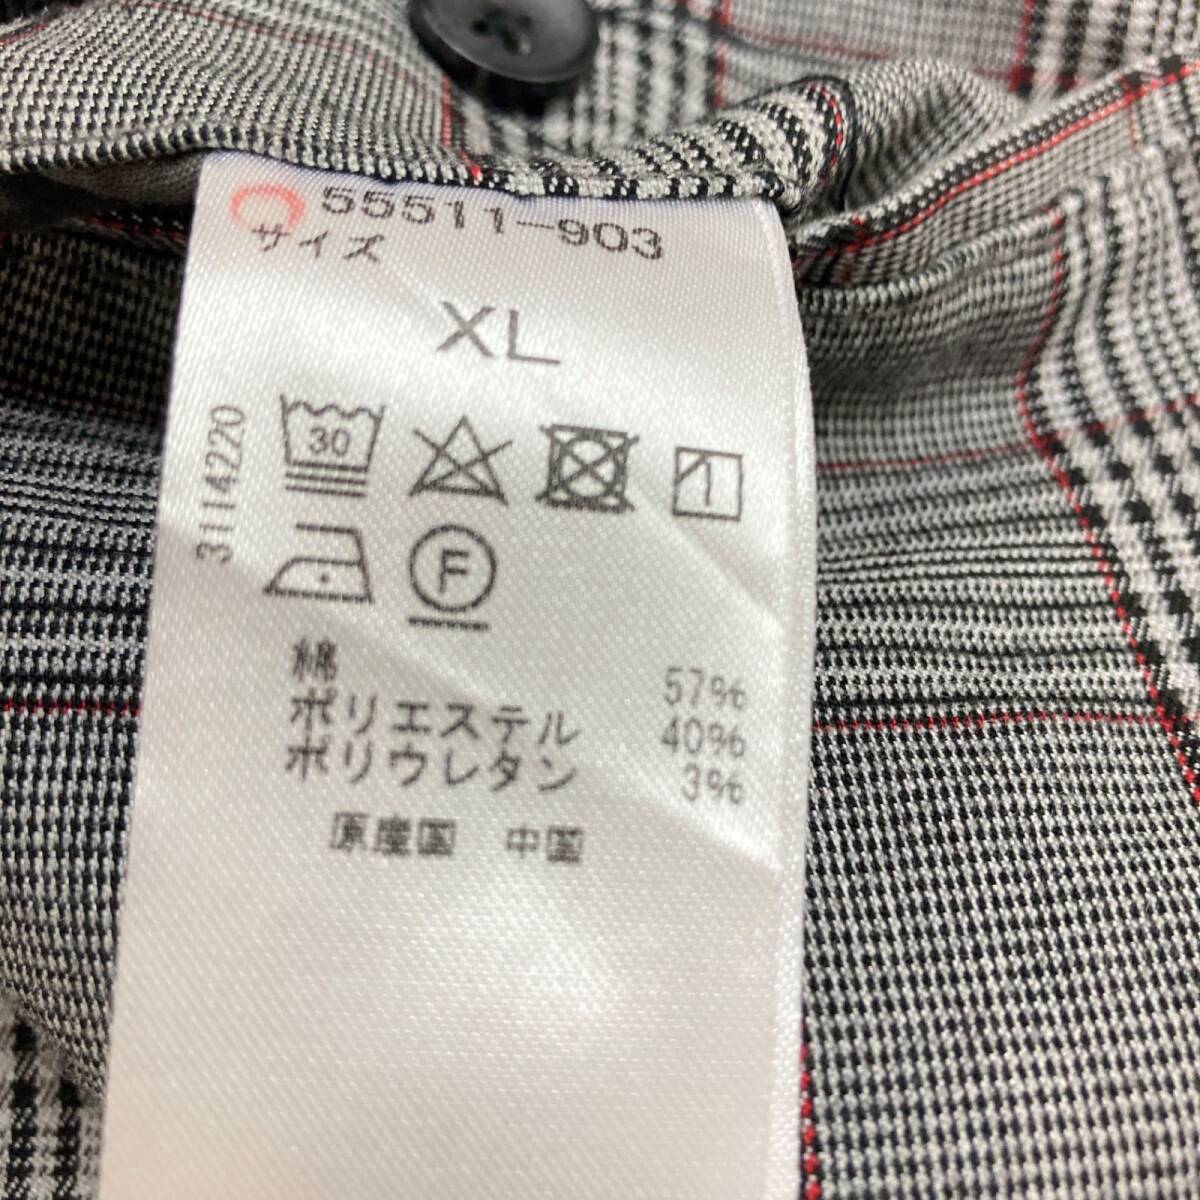 55511-903
サイズ
XL
3114220
30
F
綿 57%
ポリエステル 40%
ポリウレタン 3%
原産国 中国